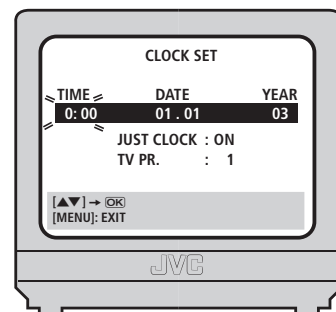 CLOCK SET
TIME DATE YEAR
0: 00 01 . 01 03
JUST CLOCK : ON
TV PR. : 1
[▲▼] → OK
[MENU]: EXIT
JVC